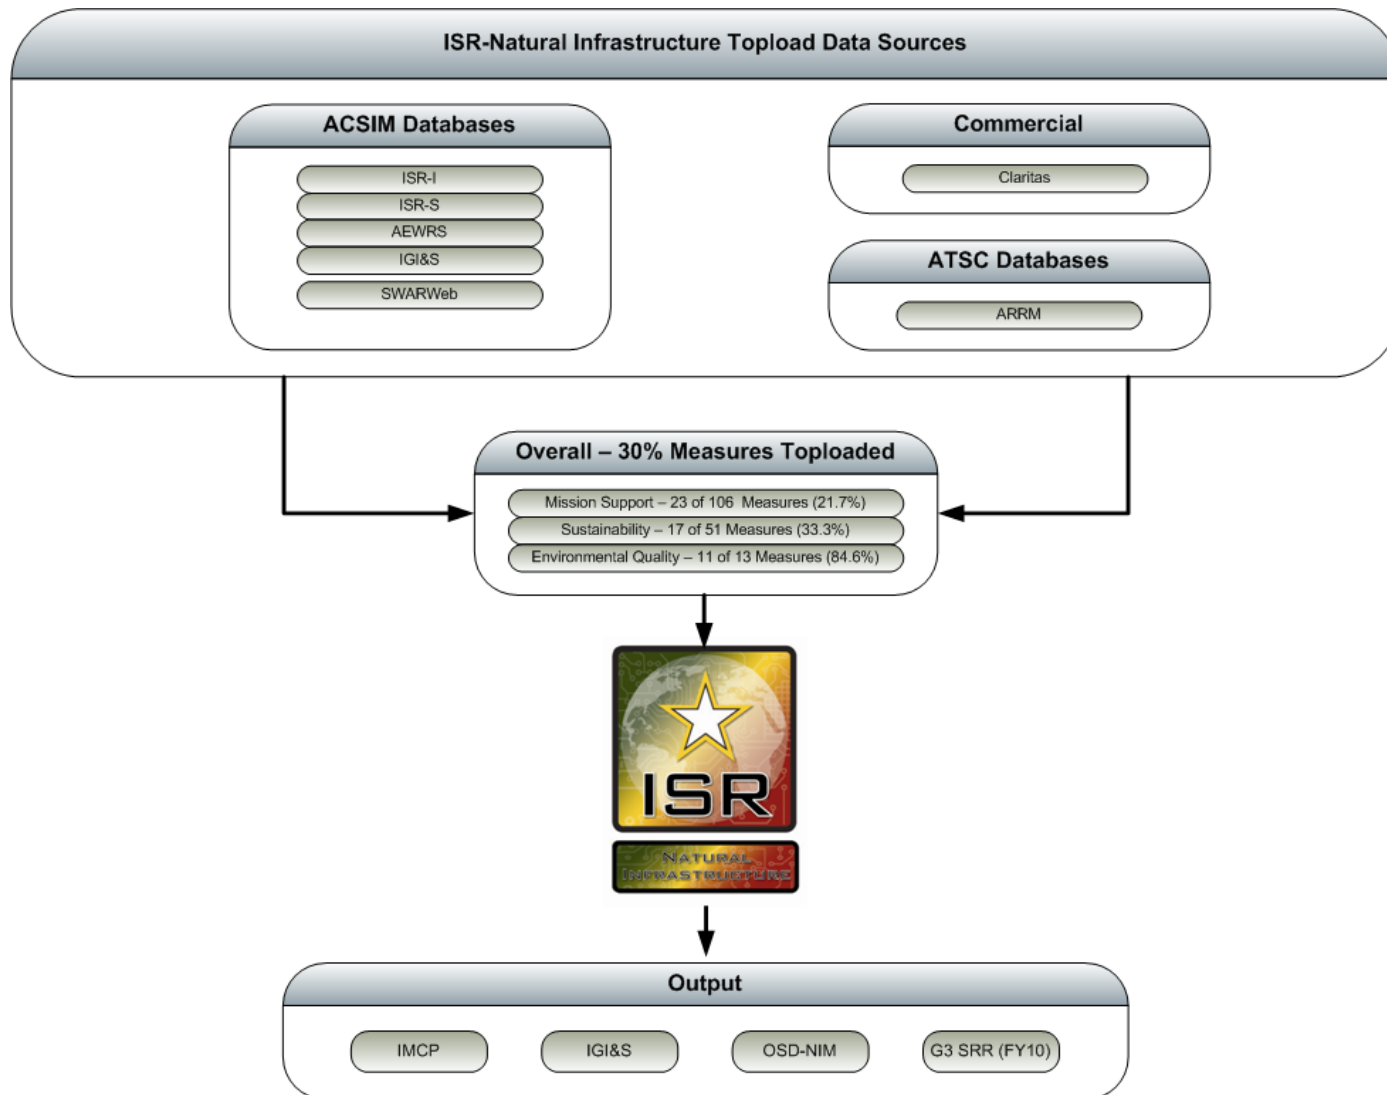 ISR-Natural Infrastructure Topload Data Sources
ACSIM Databases
ISR-I
ISR-S
AEWRS
IGI&S
SWARWeb
Commercial
Claritas
ATSC Databases
ARRM
Overall – 30% Measures Toploaded
Mission Support – 23 of 106 Measures (21.7%)
Sustainability – 17 of 51 Measures (33.3%)
Environmental Quality – 11 of 13 Measures (84.6%)
ISR
NATURAL
INFRASTRUCTURE
Output
IMCP
IGI&S
OSD-NIM
G3 SRR (FY10)